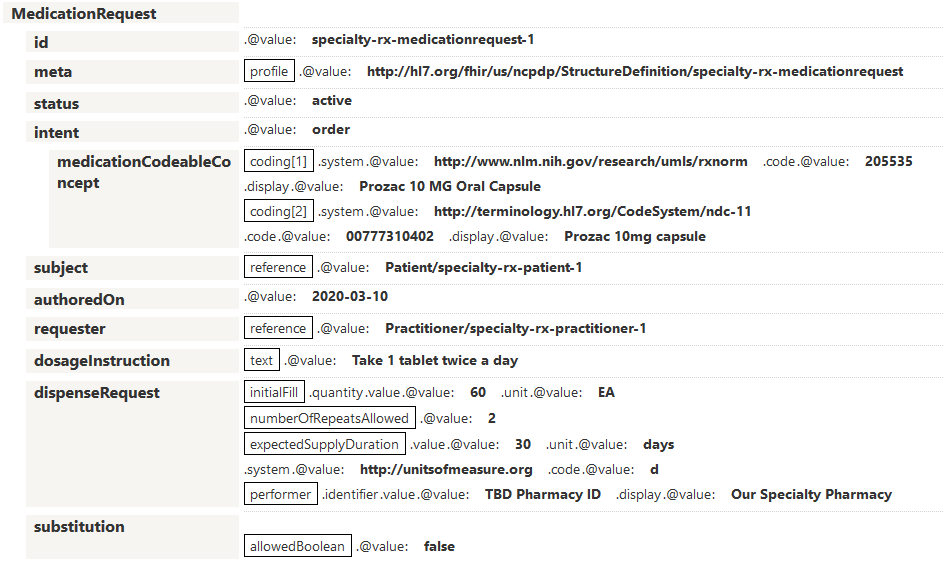 MedicationRequest
id .@value: specialty-rx-medicationrequest-1
meta profile .@value: http://hl7.org/fhir/us/ncpdp/StructureDefinition/specialty-rx-medicationrequest
status .@value: active
intent .@value: order
medicationCodeableCo coding[1] .system.@value: http://www.nlm.nih.gov/research/umls/rxnorm .code.@value: 205535
ncept .display.@value: Prozac 10 MG Oral Capsule
coding[2] .system.@value: http://terminology.hl7.org/CodeSystem/ndc-11
.code.@value: 00777310402 .display.@value: Prozac 10mg capsule
subject reference .@value: Patient/specialty-rx-patient-1
authoredOn .@value: 2020-03-10
requester reference .@value: Practitioner/specialty-rx-practitioner-1
dosageInstruction text .@value: Take 1 tablet twice a day
dispenseRequest initialFill .quantity.value.@value: 60 .unit.@value: EA
numberOfRepeatsAllowed .@value: 2
expectedSupplyDuration .value.@value: 30 .unit.@value: days
.system.@value: http://unitsofmeasure.org .code.@value: d
performer .identifier.value.@value: TBD Pharmacy ID .display.@value: Our Specialty Pharmacy
substitution
allowedBoolean .@value: false